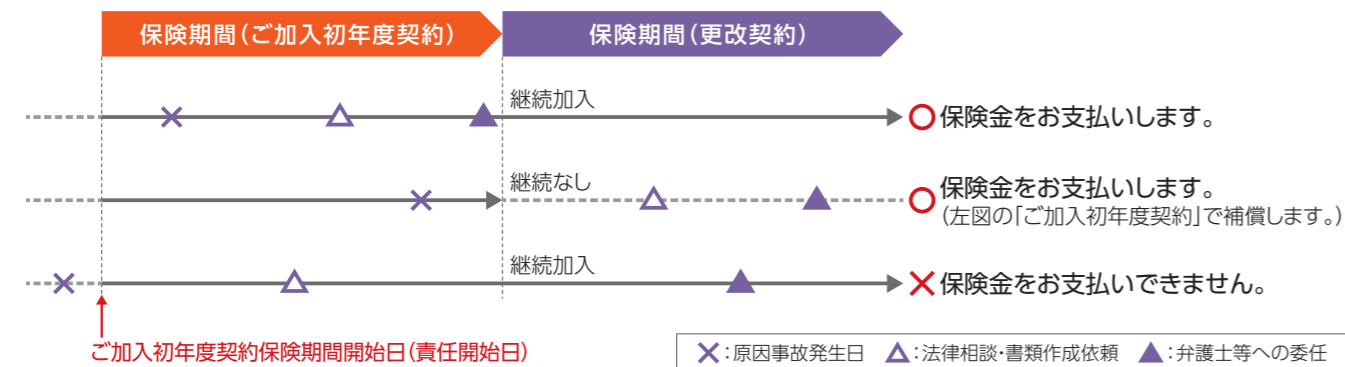 保険期間（ご加入初年度契約）
保険期間（更改契約）
継続加入
保険金をお支払いします。
継続なし
保険金をお支払いします。
（左図の「ご加入初年度契約」で補償します。）
継続加入
保険金をお支払いできません。
ご加入初年度契約保険期間開始日（責任開始日）
×：原因事故発生日 △：法律相談・書類作成依頼 ▲：弁護士等への委任